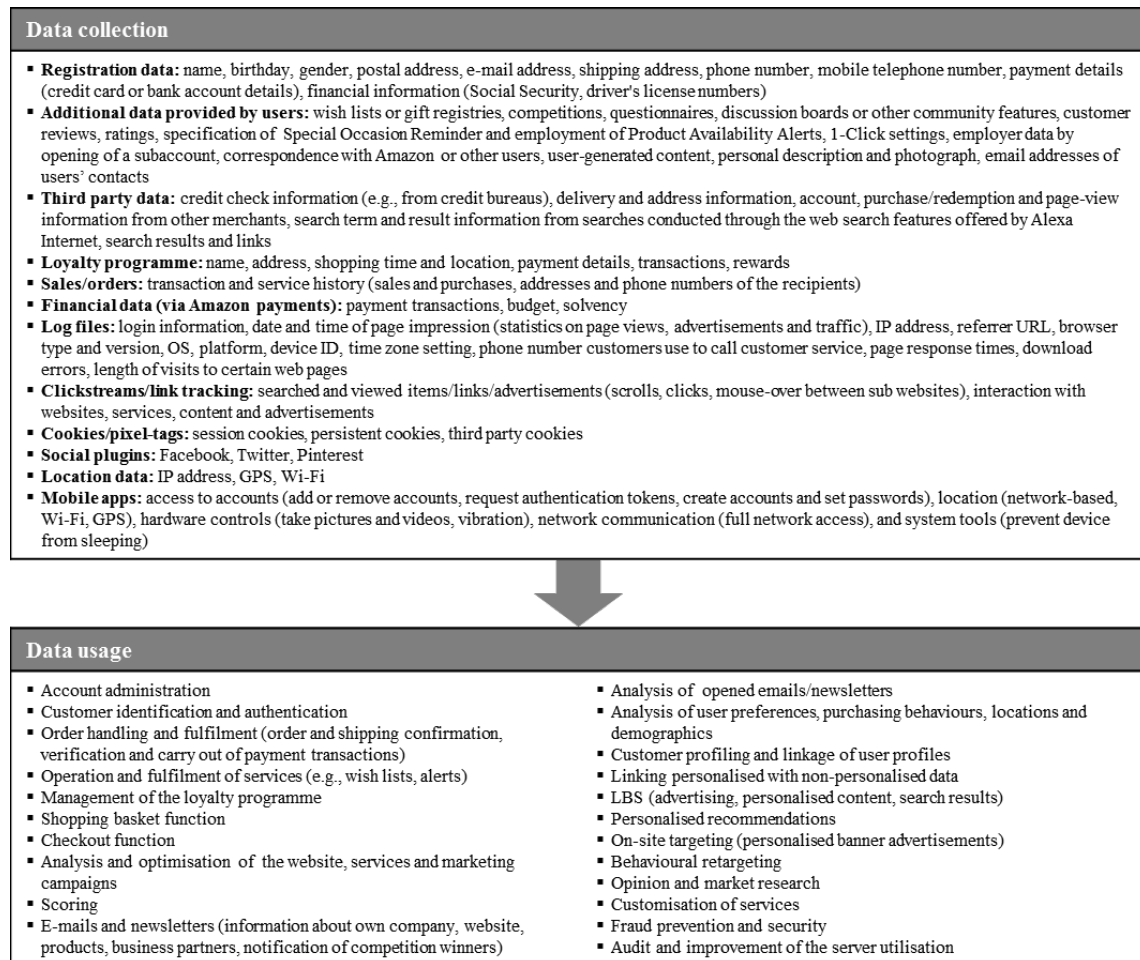 Data collection
▪ Registration data: name, birthday, gender, postal address, e-mail address, shipping address, phone number, mobile telephone number, payment details
(credit card or bank account details), financial information (Social Security, driver's license numbers)
▪ Additional data provided by users: wish lists or gift registries, competitions, questionnaires, discussion boards or other community features, customer
reviews, ratings, specification of Special Occasion Reminder and employment of Product Availability Alerts, 1-Click settings, employer data by
opening of a subaccount, correspondence with Amazon or other users, user-generated content, personal description and photograph, email addresses of
users’ contacts
▪ Third party data: credit check information (e.g., from credit bureaus), delivery and address information, account, purchase/redemption and page-view
information from other merchants, search term and result information from searches conducted through the web search features offered by Alexa
Internet, search results and links
▪ Loyalty programme: name, address, shopping time and location, payment details, transactions, rewards
▪ Sales/orders: transaction and service history (sales and purchases, addresses and phone numbers of the recipients)
▪ Financial data (via Amazon payments): payment transactions, budget, solvency
▪ Log files: login information, date and time of page impression (statistics on page views, advertisements and traffic), IP address, referrer URL, browser
type and version, OS, platform, device ID, time zone setting, phone number customers use to call customer service, page response times, download
errors, length of visits to certain web pages
▪ Clickstreams/link tracking: searched and viewed items/links/advertisements (scrolls, clicks, mouse-over between sub websites), interaction with
websites, services, content and advertisements
▪ Cookies/pixel-tags: session cookies, persistent cookies, third party cookies
▪ Social plugins: Facebook, Twitter, Pinterest
▪ Location data: IP address, GPS, Wi-Fi
▪ Mobile apps: access to accounts (add or remove accounts, request authentication tokens, create accounts and set passwords), location (network-based,
Wi-Fi, GPS), hardware controls (take pictures and videos, vibration), network communication (full network access), and system tools (prevent device
from sleeping)
Data usage
▪ Account administration
▪ Customer identification and authentication
▪ Order handling and fulfilment (order and shipping confirmation,
verification and carry out of payment transactions)
▪ Operation and fulfilment of services (e.g., wish lists, alerts)
▪ Management of the loyalty programme
▪ Shopping basket function
▪ Checkout function
▪ Analysis and optimisation of the website, services and marketing
campaigns
▪ Scoring
▪ E-mails and newsletters (information about own company, website,
products, business partners, notification of competition winners)
▪ Analysis of opened emails/newsletters
▪ Analysis of user preferences, purchasing behaviours, locations and
demographics
▪ Customer profiling and linkage of user profiles
▪ Linking personalised with non-personalised data
▪ LBS (advertising, personalised content, search results)
▪ Personalised recommendations
▪ On-site targeting (personalised banner advertisements)
▪ Behavioural retargeting
▪ Opinion and market research
▪ Customisation of services
▪ Fraud prevention and security
▪ Audit and improvement of the server utilisation